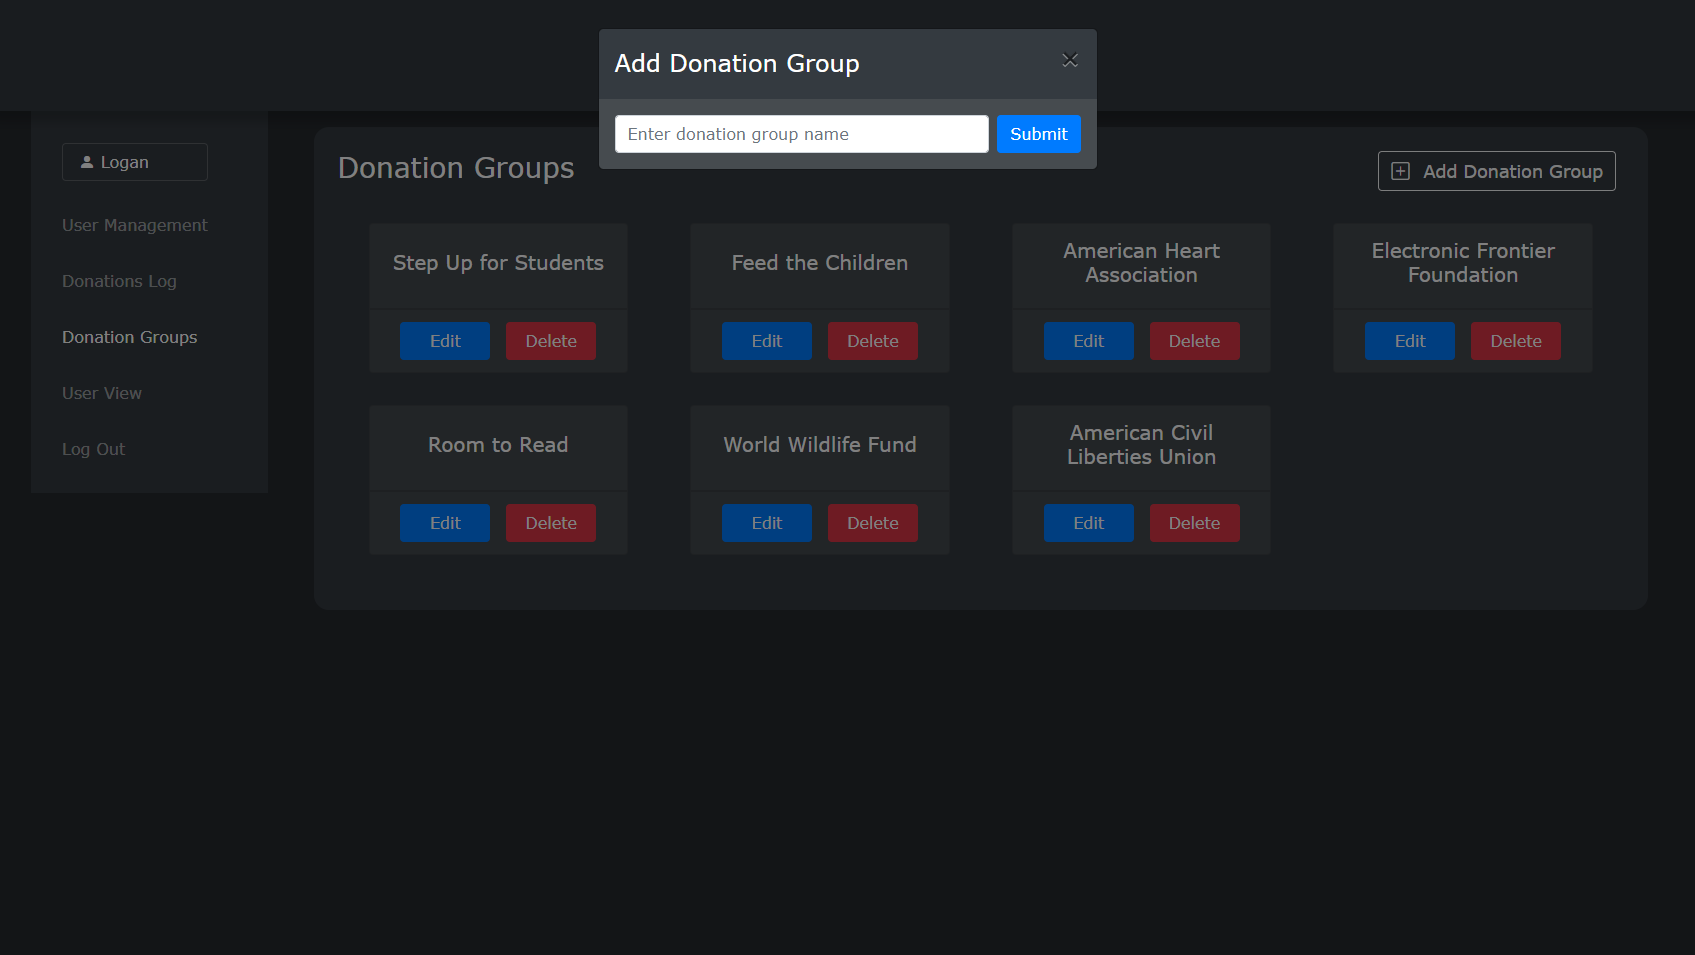 Add Donation Group
×
Enter donation group name
Submit
Logan
User Management
Donations Log
Donation Groups
User View
Log Out
Donation Groups
Add Donation Group
Step Up for Students
Edit
Delete
Feed the Children
Edit
Delete
American Heart
Association
Edit
Delete
Electronic Frontier
Foundation
Edit
Delete
Room to Read
Edit
Delete
World Wildlife Fund
Edit
Delete
American Civil
Liberties Union
Edit
Delete